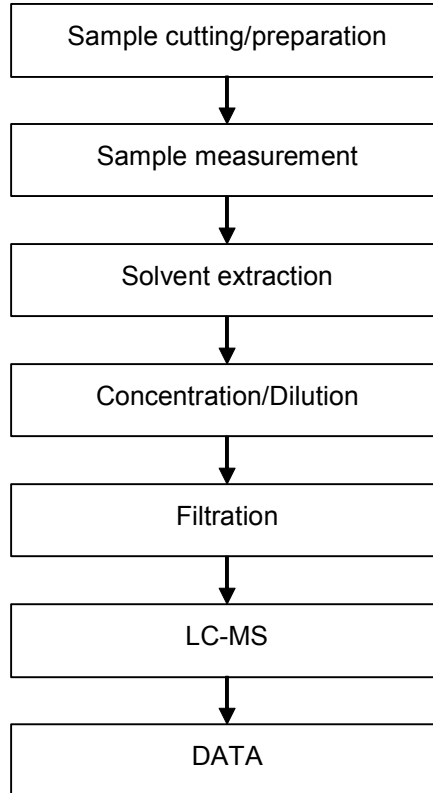 Sample cutting/preparation
Sample measurement
Solvent extraction
Concentration/Dilution
Filtration
LC-MS
DATA